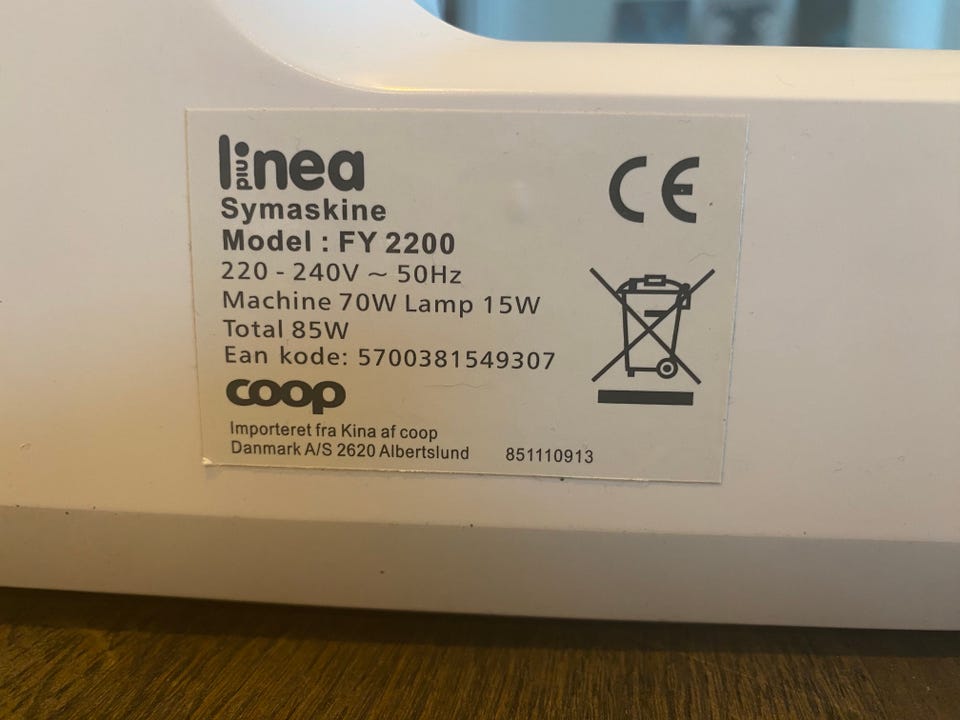 linea
piu
Symaskine
Model : FY 2200
220 - 240V ~ 50Hz
Machine 70W Lamp 15W
Total 85W
Ean kode: 5700381549307
coop
Importeret fra Kina af coop
Danmark A/S 2620 Albertslund 851110913
CE